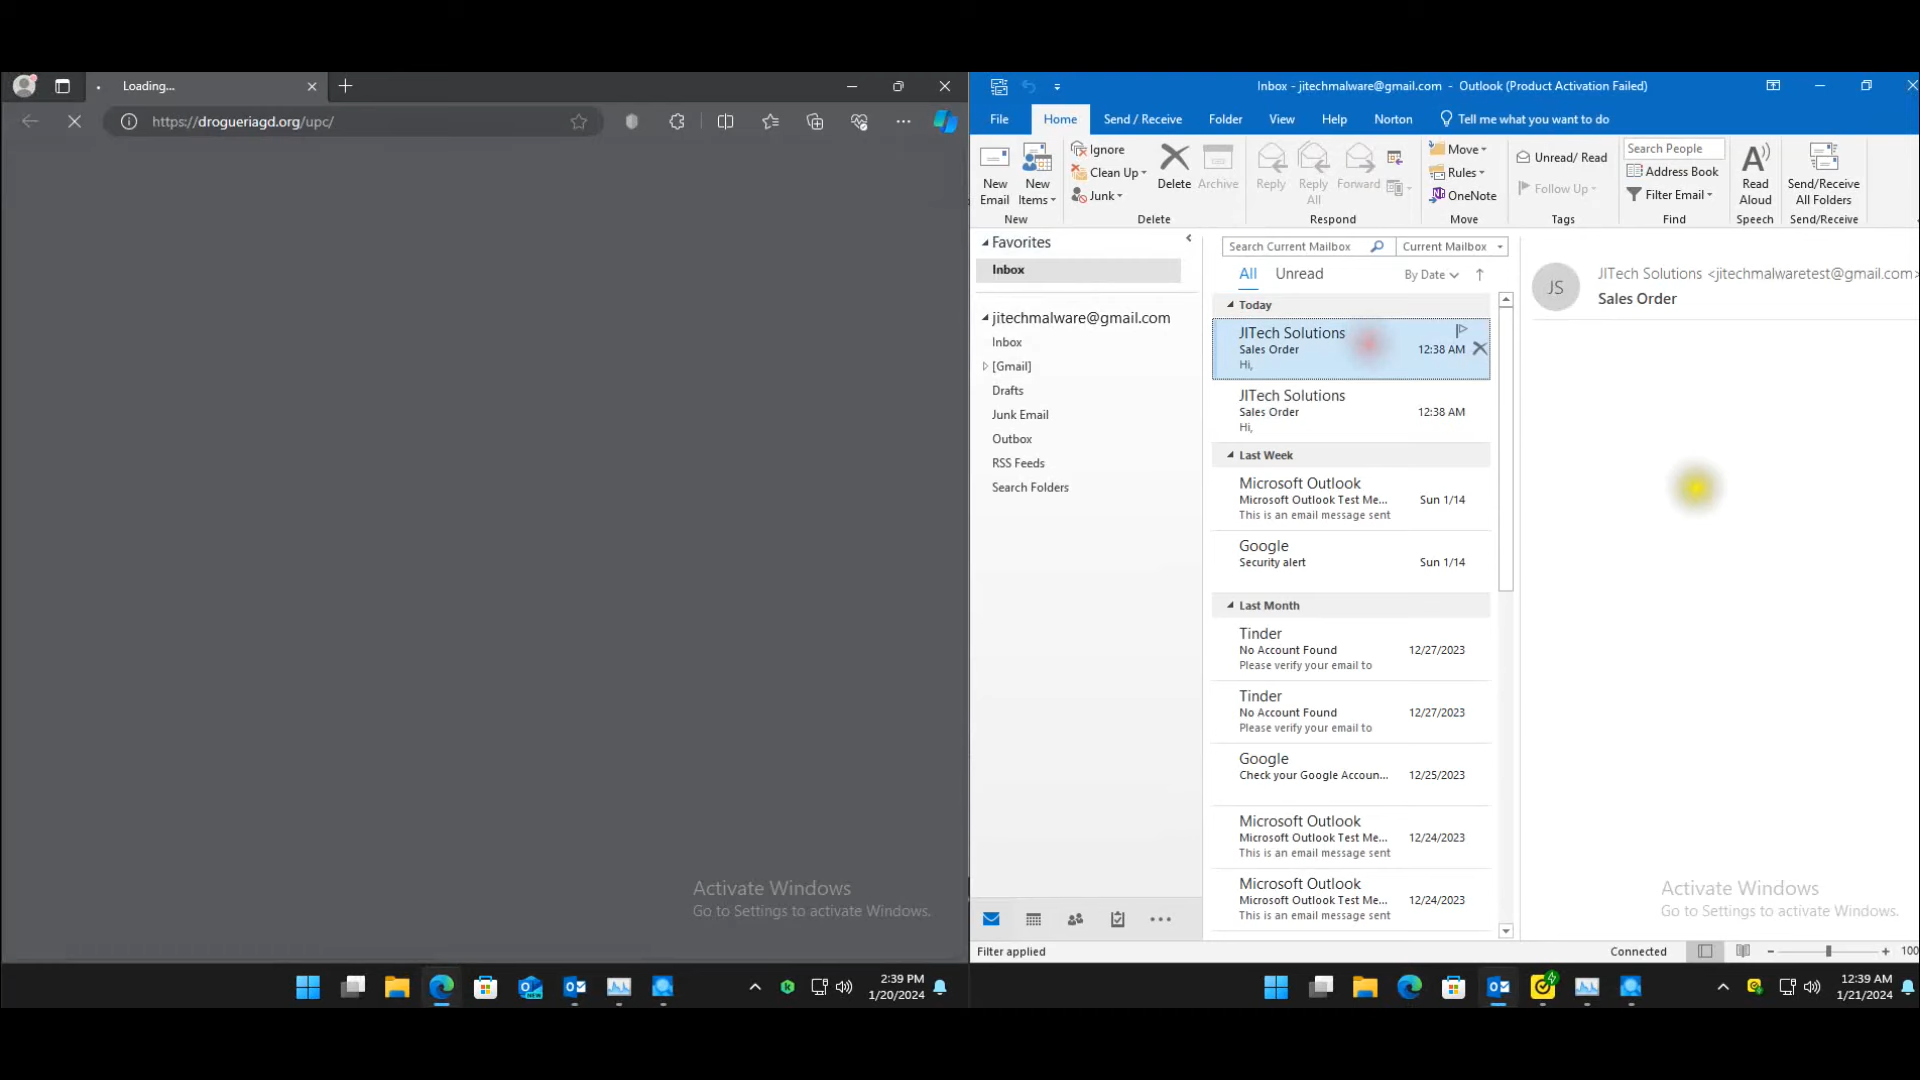 Loading...
https://drogueriagd.org/upc/
Activate Windows
Go to Settings to activate Windows.
2:39 PM
1/20/2024
Inbox - jitechmalware@gmail.com - Outlook (Product Activation Failed)
File Home Send / Receive Folder View Help Norton Tell me what you want to do
New Email
New Items
New
Ignore
Clean Up
Junk
Delete
Archive
Delete
Reply
Reply All
Forward
Respond
Move
Rules
OneNote
Move
Unread/ Read
Follow Up
Tags
Search People
Address Book
Filter Email
Find
Read Aloud
Speech
Send/Receive All Folders
Send/Receive
Favorites
Inbox
jitechmalware@gmail.com
Inbox
[Gmail]
Drafts
Junk Email
Outbox
RSS Feeds
Search Folders
Search Current Mailbox Current Mailbox
All Unread By Date
Today
JITech Solutions
Sales Order 12:38 AM
Hi,
JITech Solutions
Sales Order 12:38 AM
Hi,
Last Week
Microsoft Outlook
Microsoft Outlook Test Me... Sun 1/14
This is an email message sent
Google
Security alert Sun 1/14
Last Month
Tinder
No Account Found 12/27/2023
Please verify your email to
Tinder
No Account Found 12/27/2023
Please verify your email to
Google
Check your Google Accoun... 12/25/2023
Microsoft Outlook
Microsoft Outlook Test Me... 12/24/2023
This is an email message sent
Microsoft Outlook
Microsoft Outlook Test Me... 12/24/2023
This is an email message sent
JS
JITech Solutions <jitechmalwaretest@gmail.com>
Sales Order
Activate Windows
Go to Settings to activate Windows.
Filter applied Connected 100
12:39 AM
1/21/2024